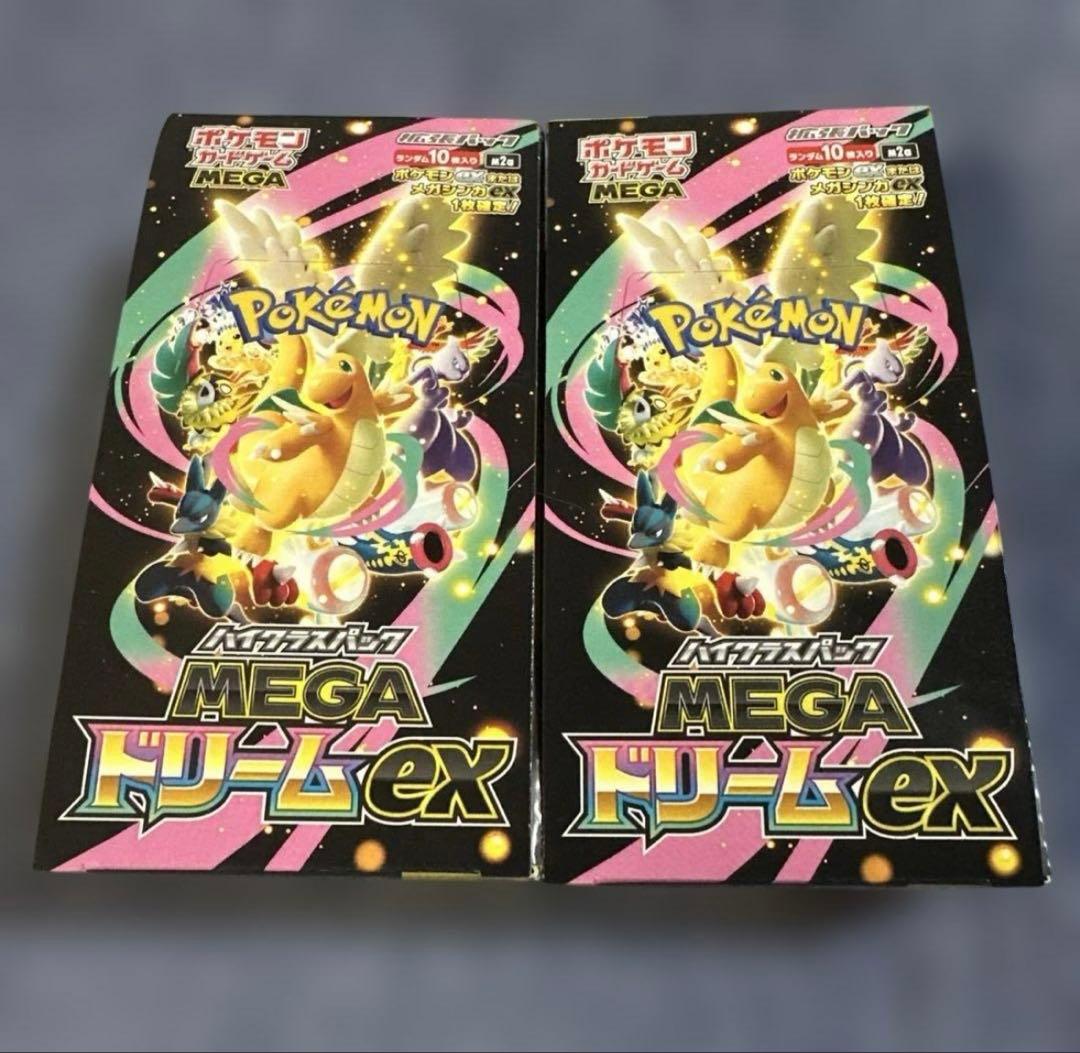 ポケモン
カードゲーム
MEGA
拡張パック
ランダム10枚入り m2a
ポケモンexまたは
メガシンカex
1枚確定!
POKéMON
ハイクラスパック
MEGA
ドリームex
ポケモン
カードゲーム
MEGA
拡張パック
ランダム10枚入り m2a
ポケモンexまたは
メガシンカex
1枚確定!
POKéMON
ハイクラスパック
MEGA
ドリームex